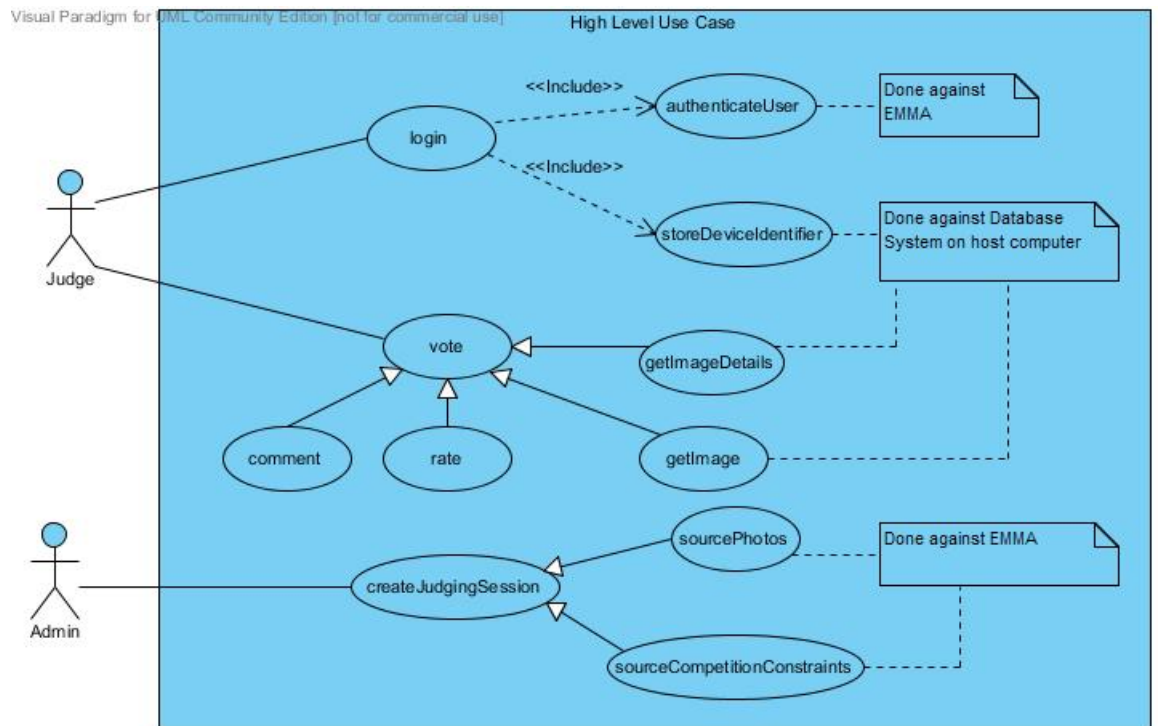 Visual Paradigm for UML Community Edition [not for commercial use]
High Level Use Case
<<Include>>
authenticateUser
Done against
EMMA
login
<<Include>>
storeDeviceIdentifier
Done against Database
System on host computer
Judge
vote
getImageDetails
comment
rate
getImage
sourcePhotos
Done against EMMA
createJudgingSession
Admin
sourceCompetitionConstraints